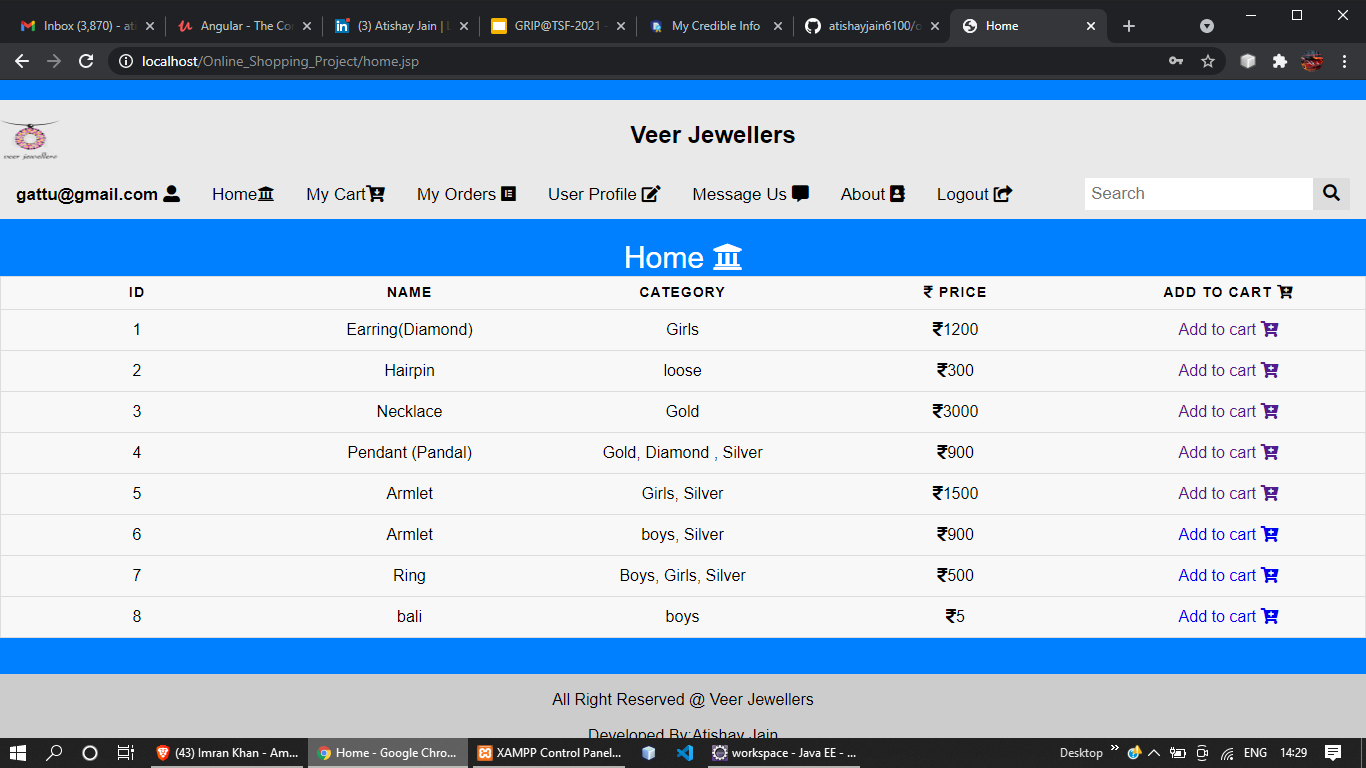 Inbox (3,870) - at
Angular - The Co
(3) Atishay Jain |
GRIP@TSF-2021 -
My Credible Info
atishayjain6100/o
Home
localhost/Online_Shopping_Project/home.jsp
veer jewellers
Veer Jewellers
gattu@gmail.com Home My Cart My Orders User Profile Message Us About Logout Search
Home
ID NAME CATEGORY ₹ PRICE ADD TO CART
1 Earring(Diamond) Girls ₹1200 Add to cart
2 Hairpin loose ₹300 Add to cart
3 Necklace Gold ₹3000 Add to cart
4 Pendant (Pandal) Gold, Diamond , Silver ₹900 Add to cart
5 Armlet Girls, Silver ₹1500 Add to cart
6 Armlet boys, Silver ₹900 Add to cart
7 Ring Boys, Girls, Silver ₹500 Add to cart
8 bali boys ₹5 Add to cart
All Right Reserved @ Veer Jewellers
Developed By:Atishay Jain
(43) Imran Khan - Am...
Home - Google Chro...
XAMPP Control Panel...
workspace - Java EE - ...
Desktop
ENG
14:29